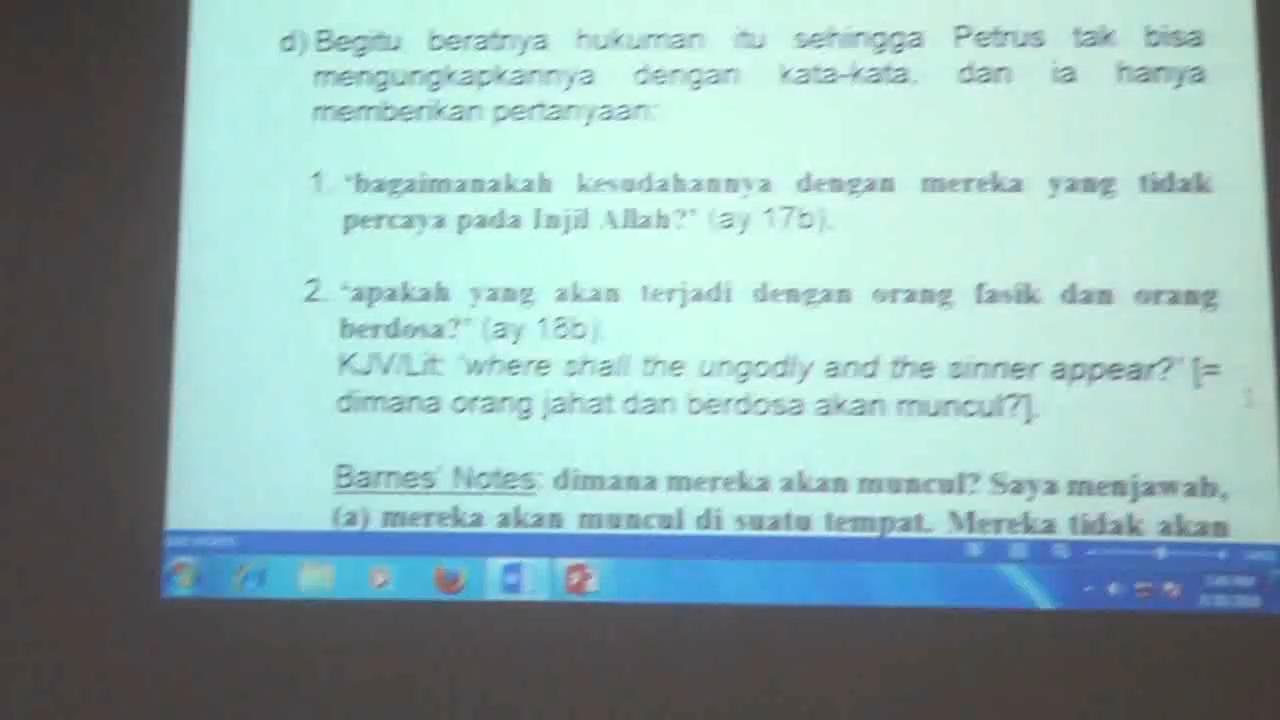 d) Begitu beratnya hukuman itu sehingga Petrus tak bisa
mengungkapkannya dengan kata-kata, dan ia hanya
memberikan pertanyaan:
1. 'bagaimanakah kesudahannya dengan mereka yang tidak
percaya pada Injil Allah?' (ay 17b).
2. 'apakah yang akan terjadi dengan orang fasik dan orang
berdosa?' (ay 18b).
KJV/Lit: 'where shall the ungodly and the sinner appear?' [=
dimana orang jahat dan berdosa akan muncul?].
Barnes' Notes: dimana mereka akan muncul? Saya menjawab,
(a) mereka akan muncul di suatu tempat. Mereka tidak akan